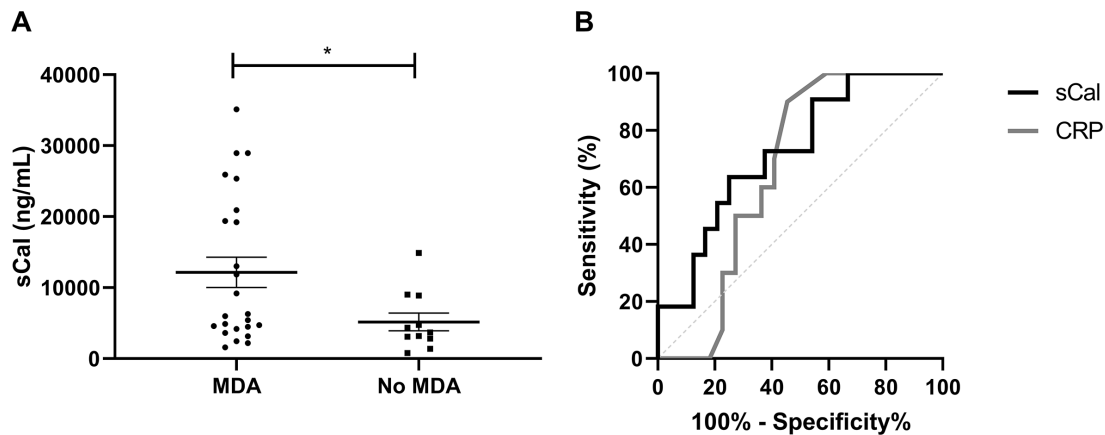 A
*
sCal (ng/mL)
40000
30000
20000
10000
0
MDA
No MDA
B
Sensitivity (%)
100
80
60
40
20
0
0
20
40
60
80
100
100% - Specificity%
sCal
CRP